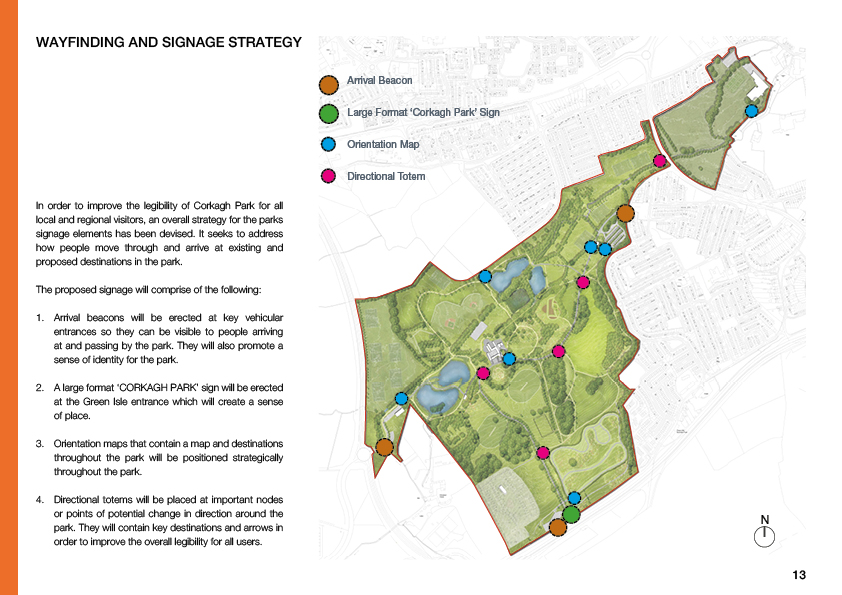 WAYFINDING AND SIGNAGE STRATEGY
Arrival Beacon
Large Format ‘Corkagh Park’ Sign
Orientation Map
Directional Totem
In order to improve the legibility of Corkagh Park for all
local and regional visitors, an overall strategy for the parks
signage elements has been devised. It seeks to address
how people move through and arrive at existing and
proposed destinations in the park.
The proposed signage will comprise of the following:
1. Arrival beacons will be erected at key vehicular
entrances so they can be visible to people arriving
at and passing by the park. They will also promote a
sense of identity for the park.
2. A large format ‘CORKAGH PARK’ sign will be erected
at the Green Isle entrance which will create a sense
of place.
3. Orientation maps that contain a map and destinations
throughout the park will be positioned strategically
throughout the park.
4. Directional totems will be placed at important nodes
or points of potential change in direction around the
park. They will contain key destinations and arrows in
order to improve the overall legibility for all users.
N
13